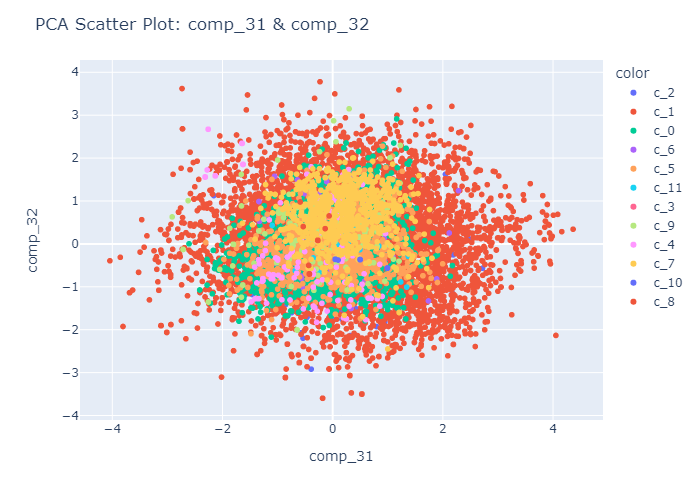 PCA Scatter Plot: comp_31 & comp_32
color
c_2
c_1
c_0
c_6
c_5
c_11
c_3
c_9
c_4
c_7
c_10
c_8
4
3
2
1
0
−1
−2
−3
−4
comp_32
−4
−2
0
2
4
comp_31